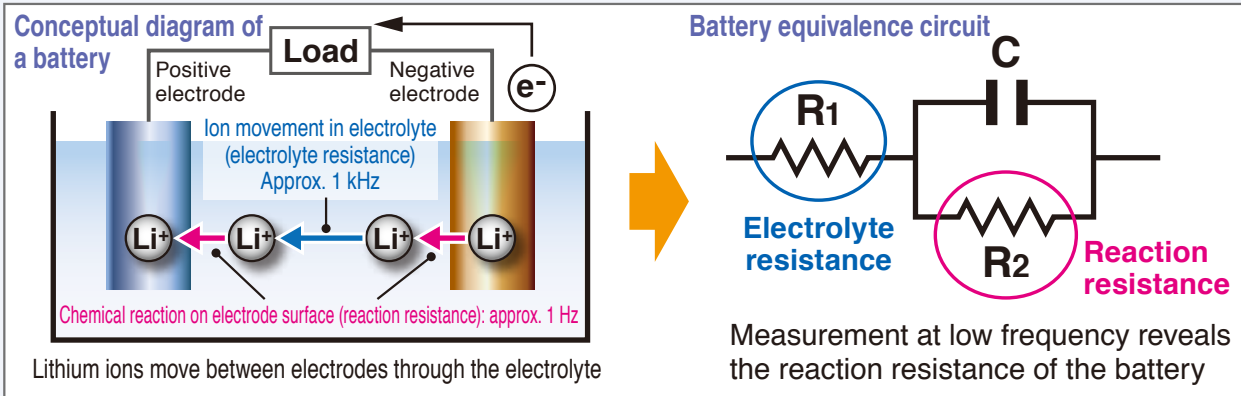 Conceptual diagram of
a battery
Load
Positive
electrode
Negative
electrode
e-
Ion movement in electrolyte
(electrolyte resistance)
Approx. 1 kHz
Li+
Li+
Li+
Li+
Chemical reaction on electrode surface (reaction resistance): approx. 1 Hz
Lithium ions move between electrodes through the electrolyte
Battery equivalence circuit
C
R1
Electrolyte
resistance
R2
Reaction
resistance
Measurement at low frequency reveals
the reaction resistance of the battery